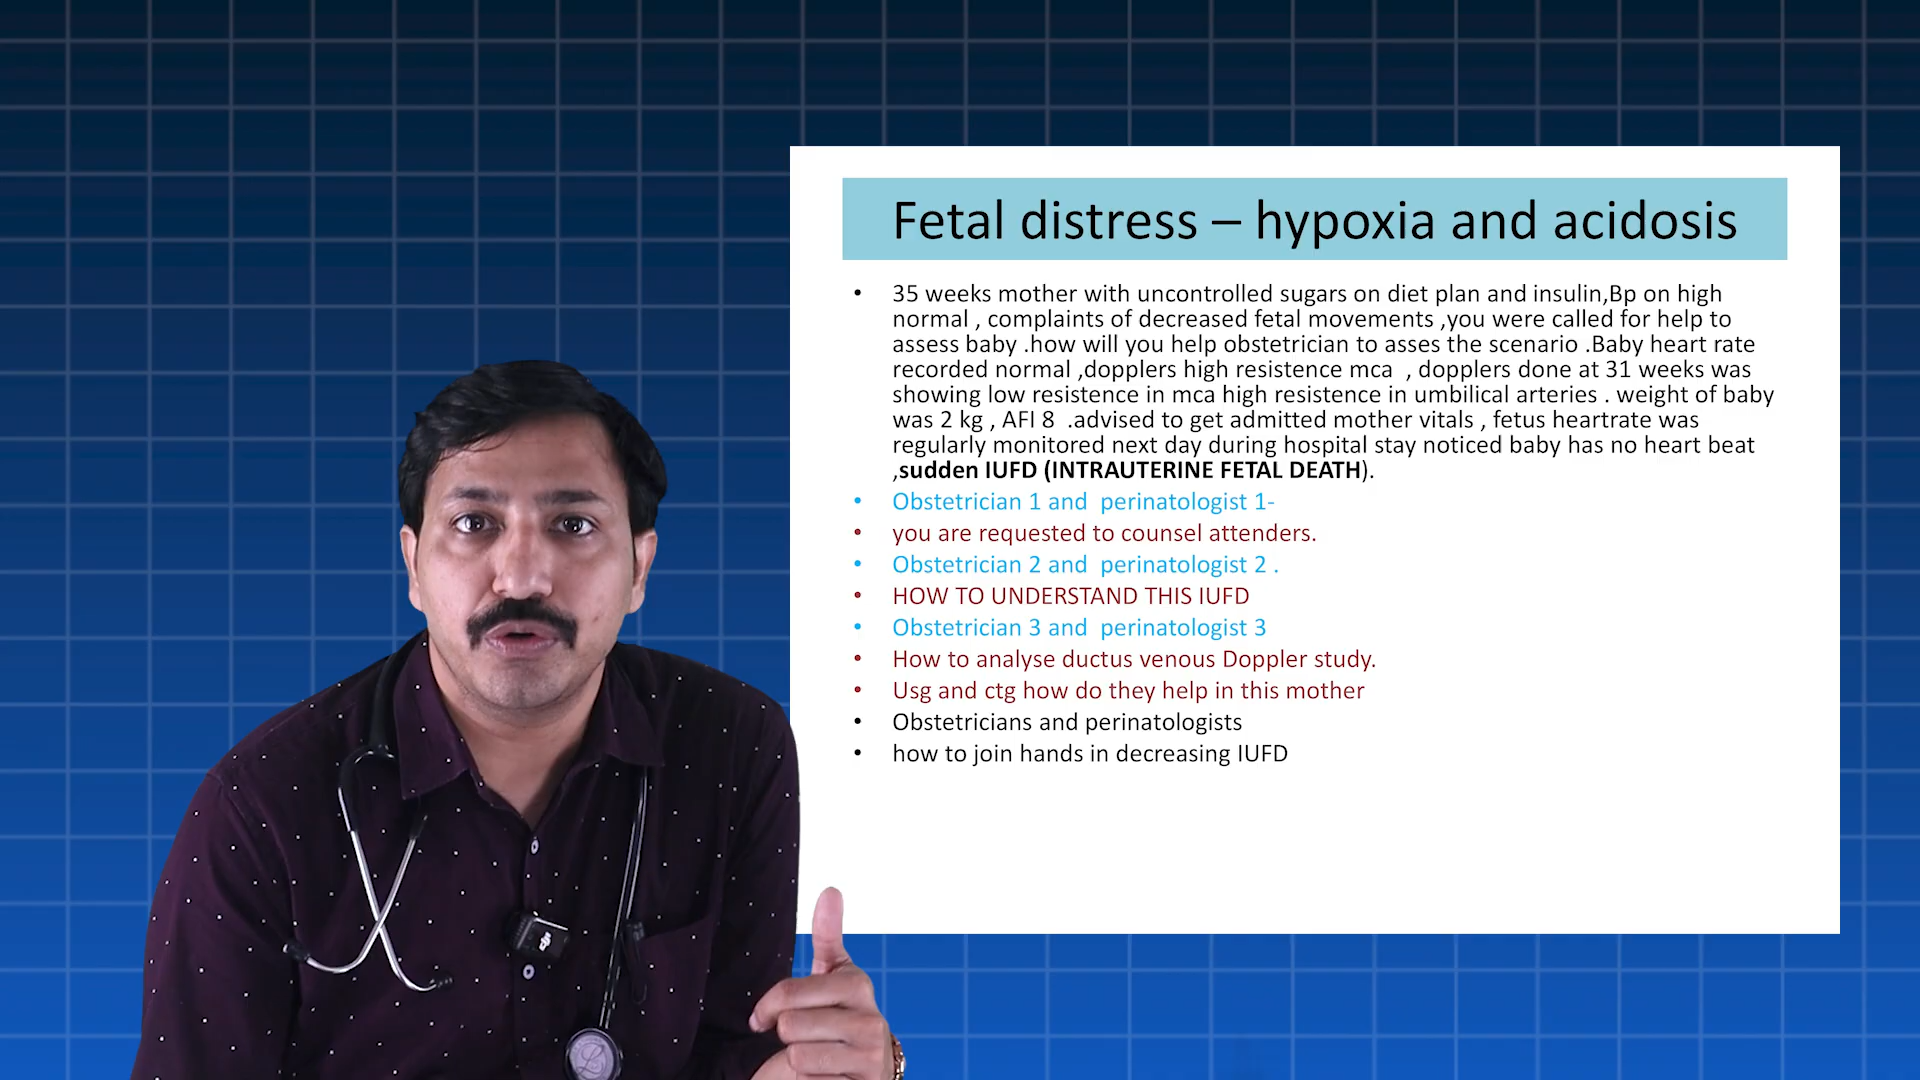 Fetal distress – hypoxia and acidosis
• 35 weeks mother with uncontrolled sugars on diet plan and insulin,Bp on high
normal , complaints of decreased fetal movements ,you were called for help to
assess baby .how will you help obstetrician to asses the scenario .Baby heart rate
recorded normal ,dopplers high resistence mca  , dopplers done at 31 weeks was
showing low resistence in mca high resistence in umbilical arteries . weight of baby
was 2 kg , AFI 8  .advised to get admitted mother vitals , fetus heartrate was
regularly monitored next day during hospital stay noticed baby has no heart beat
,sudden IUFD (INTRAUTERINE FETAL DEATH).
• Obstetrician 1 and  perinatologist 1-
• you are requested to counsel attenders.
• Obstetrician 2 and  perinatologist 2 .
• HOW TO UNDERSTAND THIS IUFD
• Obstetrician 3 and  perinatologist 3
• How to analyse ductus venous Doppler study.
• Usg and ctg how do they help in this mother
• Obstetricians and perinatologists
• how to join hands in decreasing IUFD
dji